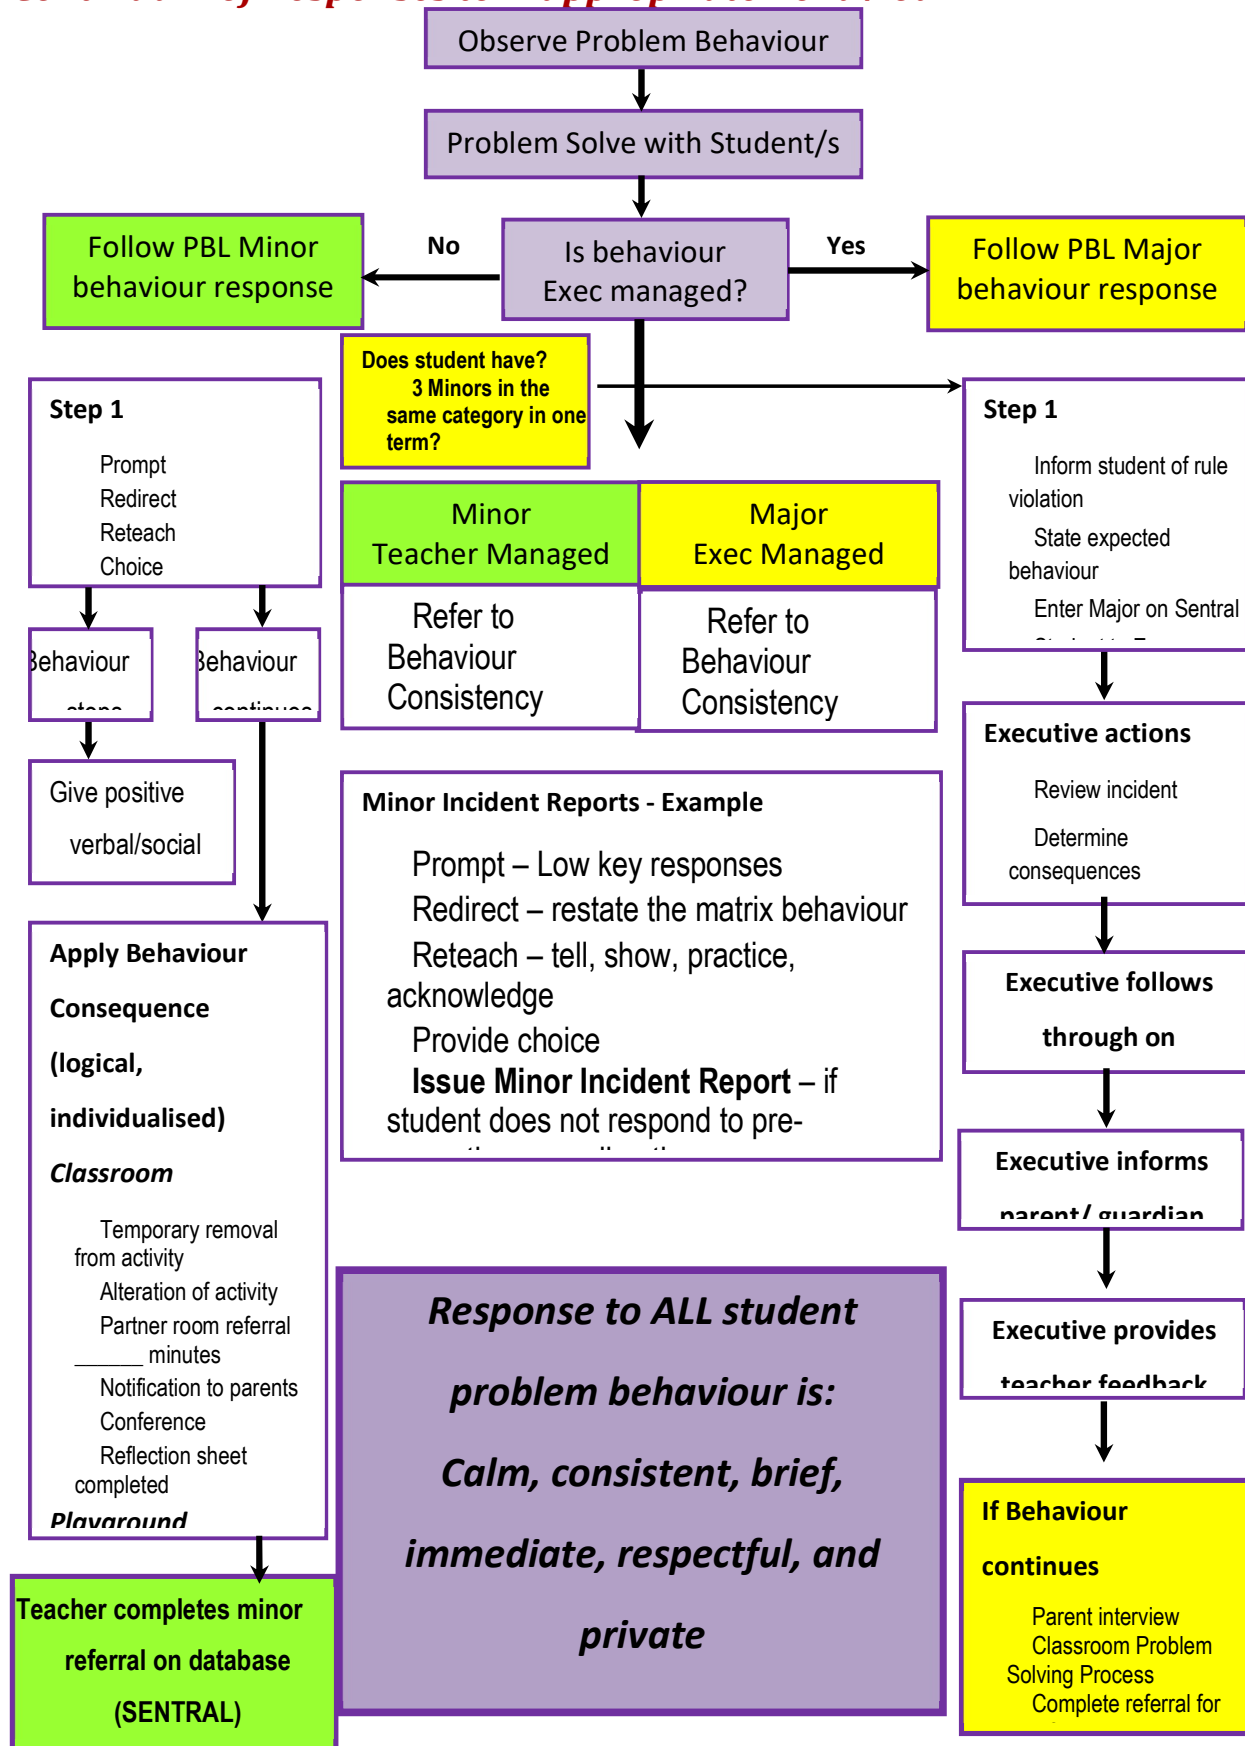 Observe Problem Behaviour
Problem Solve with Student/s
Follow PBL Minor
behaviour response
No
Is behaviour
Exec managed?
Yes
Follow PBL Major
behaviour response
Does student have?
3 Minors in the
same category in one
term?
Step 1
Prompt
Redirect
Reteach
Choice
Step 1
Inform student of rule
violation
State expected
behaviour
Enter Major on Sentral
Minor
Teacher Managed
Major
Exec Managed
Refer to
Behaviour
Consistency
Refer to
Behaviour
Consistency
Behaviour
stops
Behaviour
continues
Give positive
verbal/social
Executive actions
Review incident
Determine
consequences
Minor Incident Reports - Example
Prompt – Low key responses
Redirect – restate the matrix behaviour
Reteach – tell, show, practice,
acknowledge
Provide choice
Issue Minor Incident Report – if
student does not respond to pre-
Apply Behaviour
Consequence
(logical,
individualised)
Classroom
Temporary removal
from activity
Alteration of activity
Partner room referral
______ minutes
Notification to parents
Conference
Reflection sheet
completed
Playground
Executive follows
through on
Executive informs
parent/ guardian
Executive provides
teacher feedback
Response to ALL student
problem behaviour is:
Calm, consistent, brief,
immediate, respectful, and
private
If Behaviour
continues
Parent interview
Classroom Problem
Solving Process
Complete referral for
Teacher completes minor
referral on database
(SENTRAL)